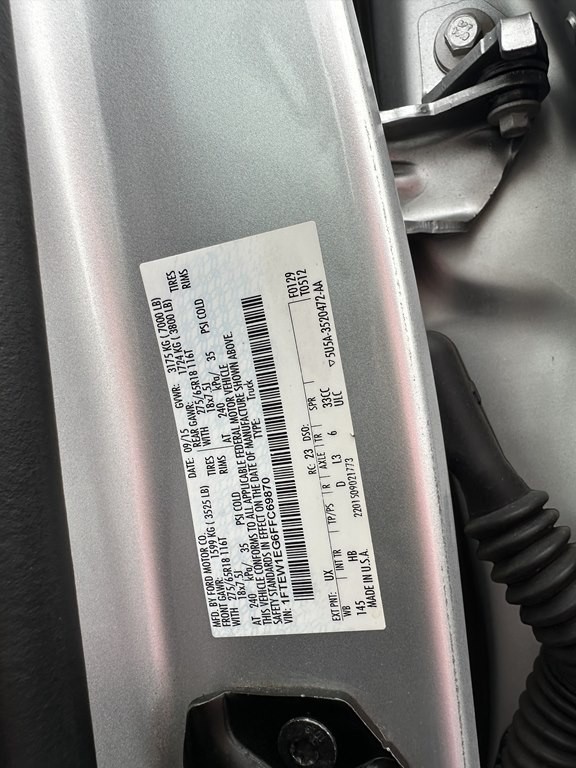 MFD. BY FORD MOTOR CO. DATE: 09/15 GVWR: 3175 KG ( 7000 LB)
FRONT GAWR: 1599 KG ( 3525 LB) REAR GAWR: 1724 KG ( 3800 LB)
275/65R18 116T TIRES 275/65R18 116T TIRES
WITH 18x7.5J RIMS WITH 18x7.5J RIMS
AT 240 kPa/ 35 PSI COLD AT 240 kPa/ 35 PSI COLD
THIS VEHICLE CONFORMS TO ALL APPLICABLE FEDERAL MOTOR VEHICLE
SAFETY STANDARDS IN EFFECT ON THE DATE OF MANUFACTURE SHOWN ABOVE.
VIN: 1FTEW1EG6FFC69870 TYPE: Truck
F0129
T0512
EXT PNT: UX RC: 23 DSO:
WB INT TR TP/PS R AXLE TR SPR
145 HB D L3 6 33CC
ULC
MADE IN U.S.A. 2201509021773
▽5U5A-3520472-AA